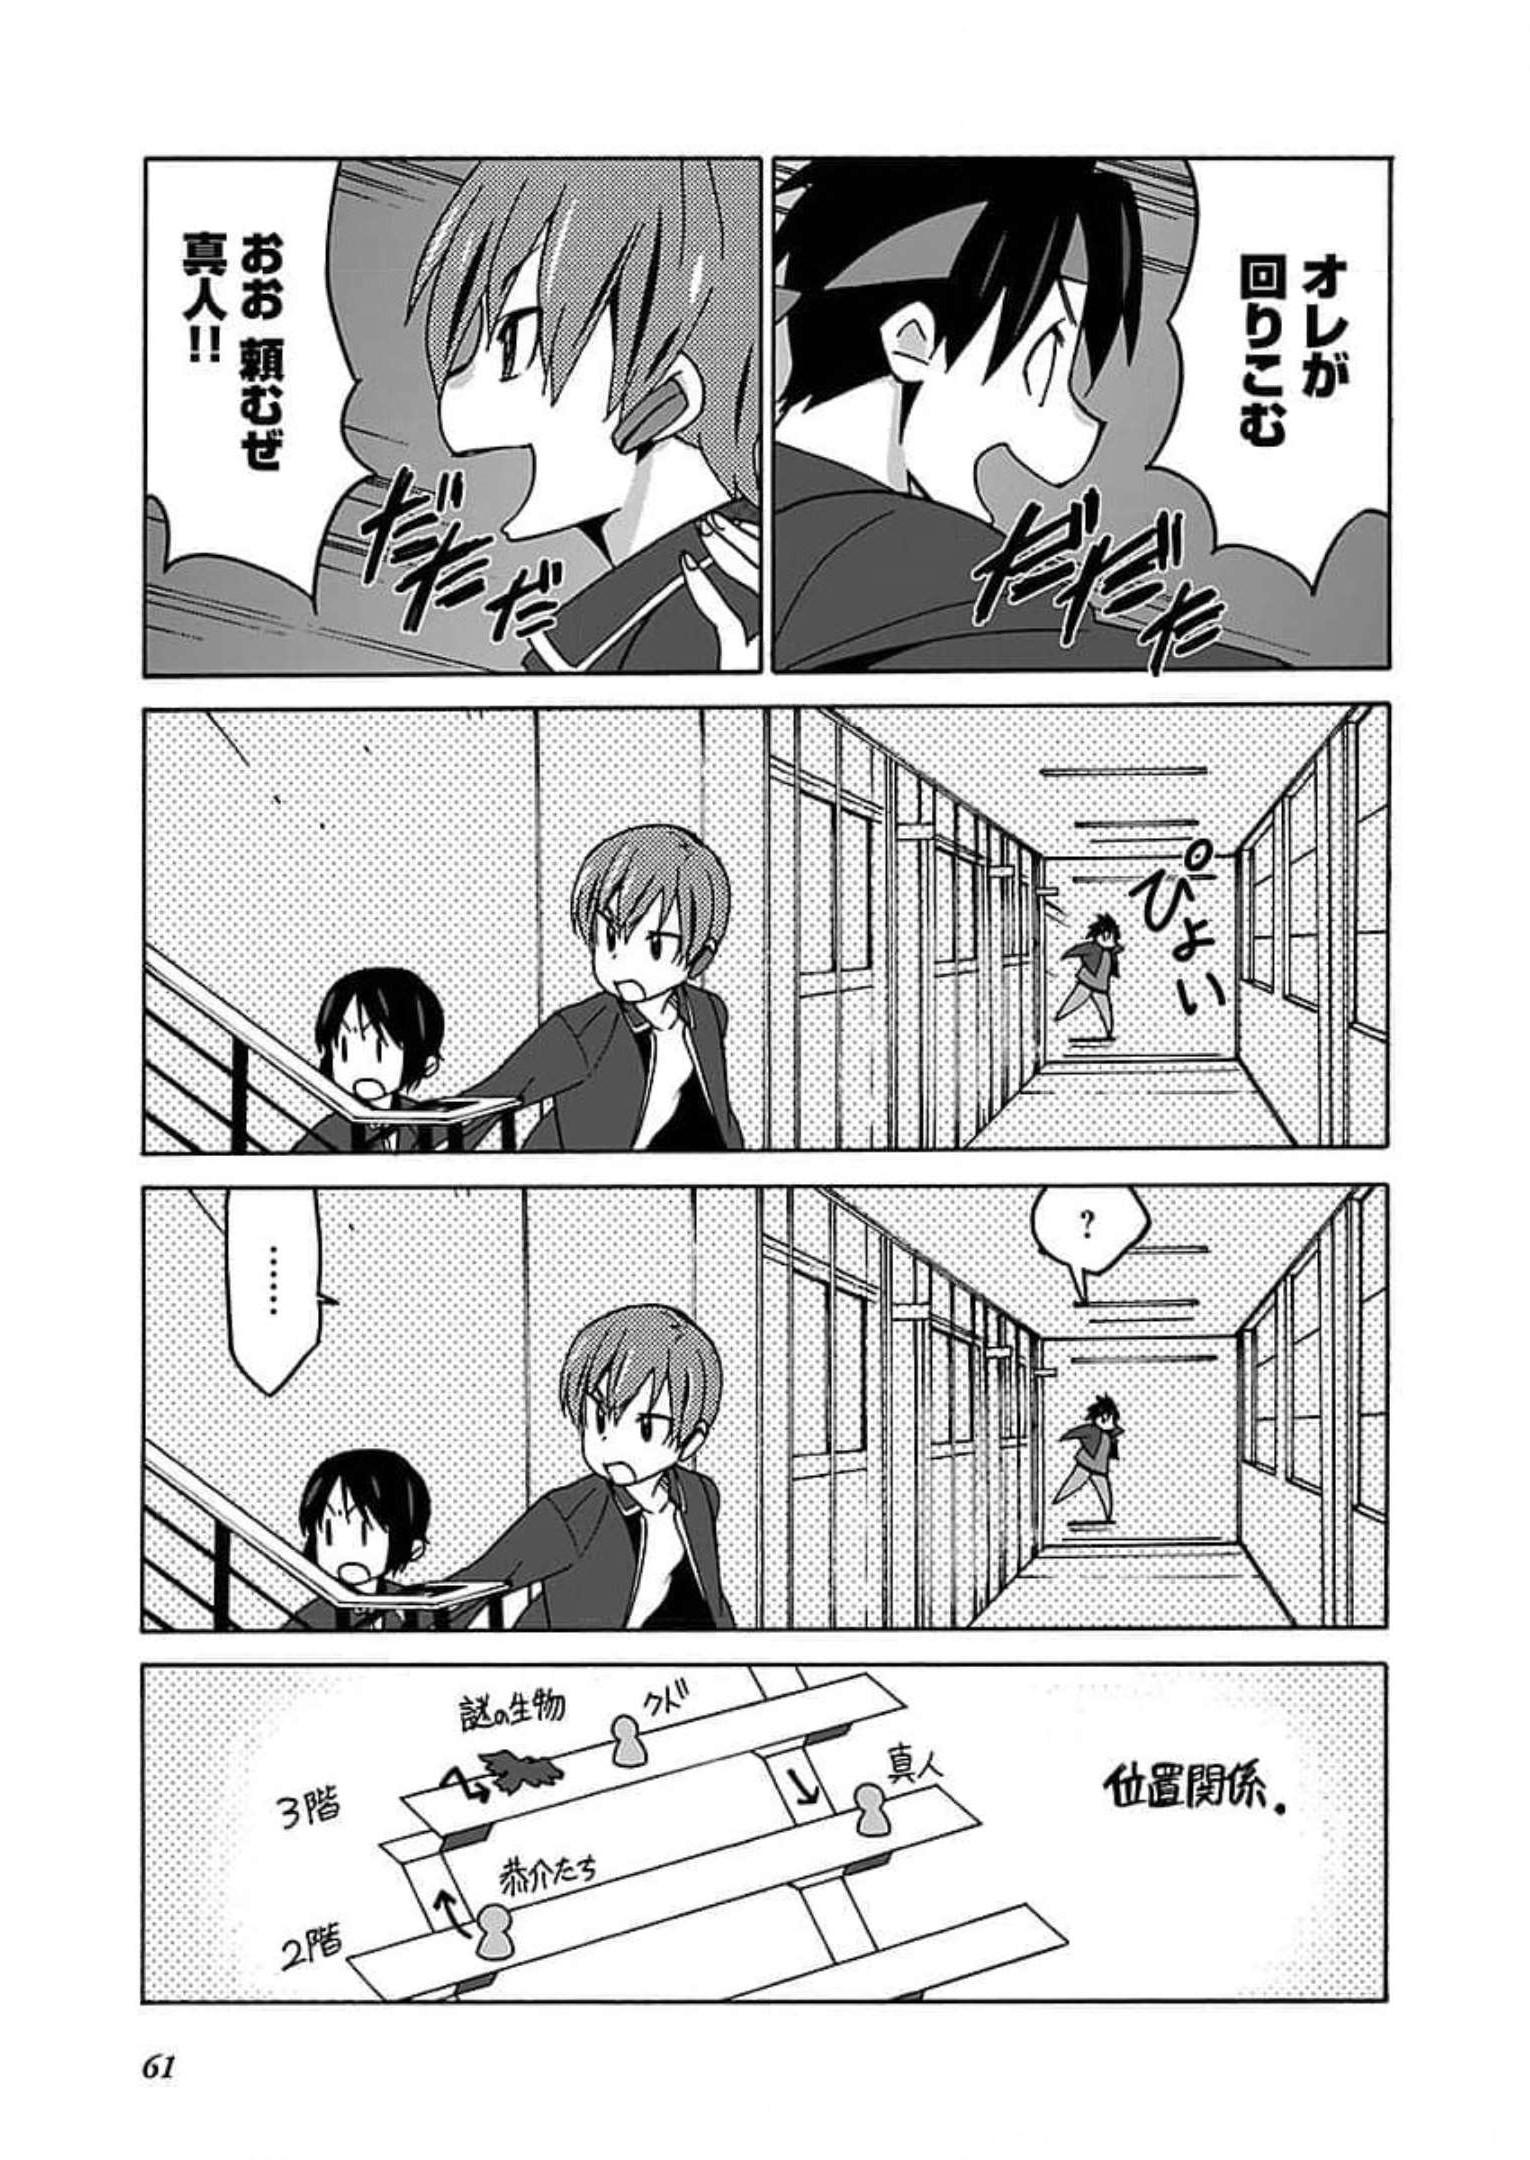 オレが
回りこむ
だだだ
おお 頼むぜ
真人!!
だだだ
ぴょい
?
……
位置関係.
クド
謎の生物
真人
3階
恭介たち
2階
61